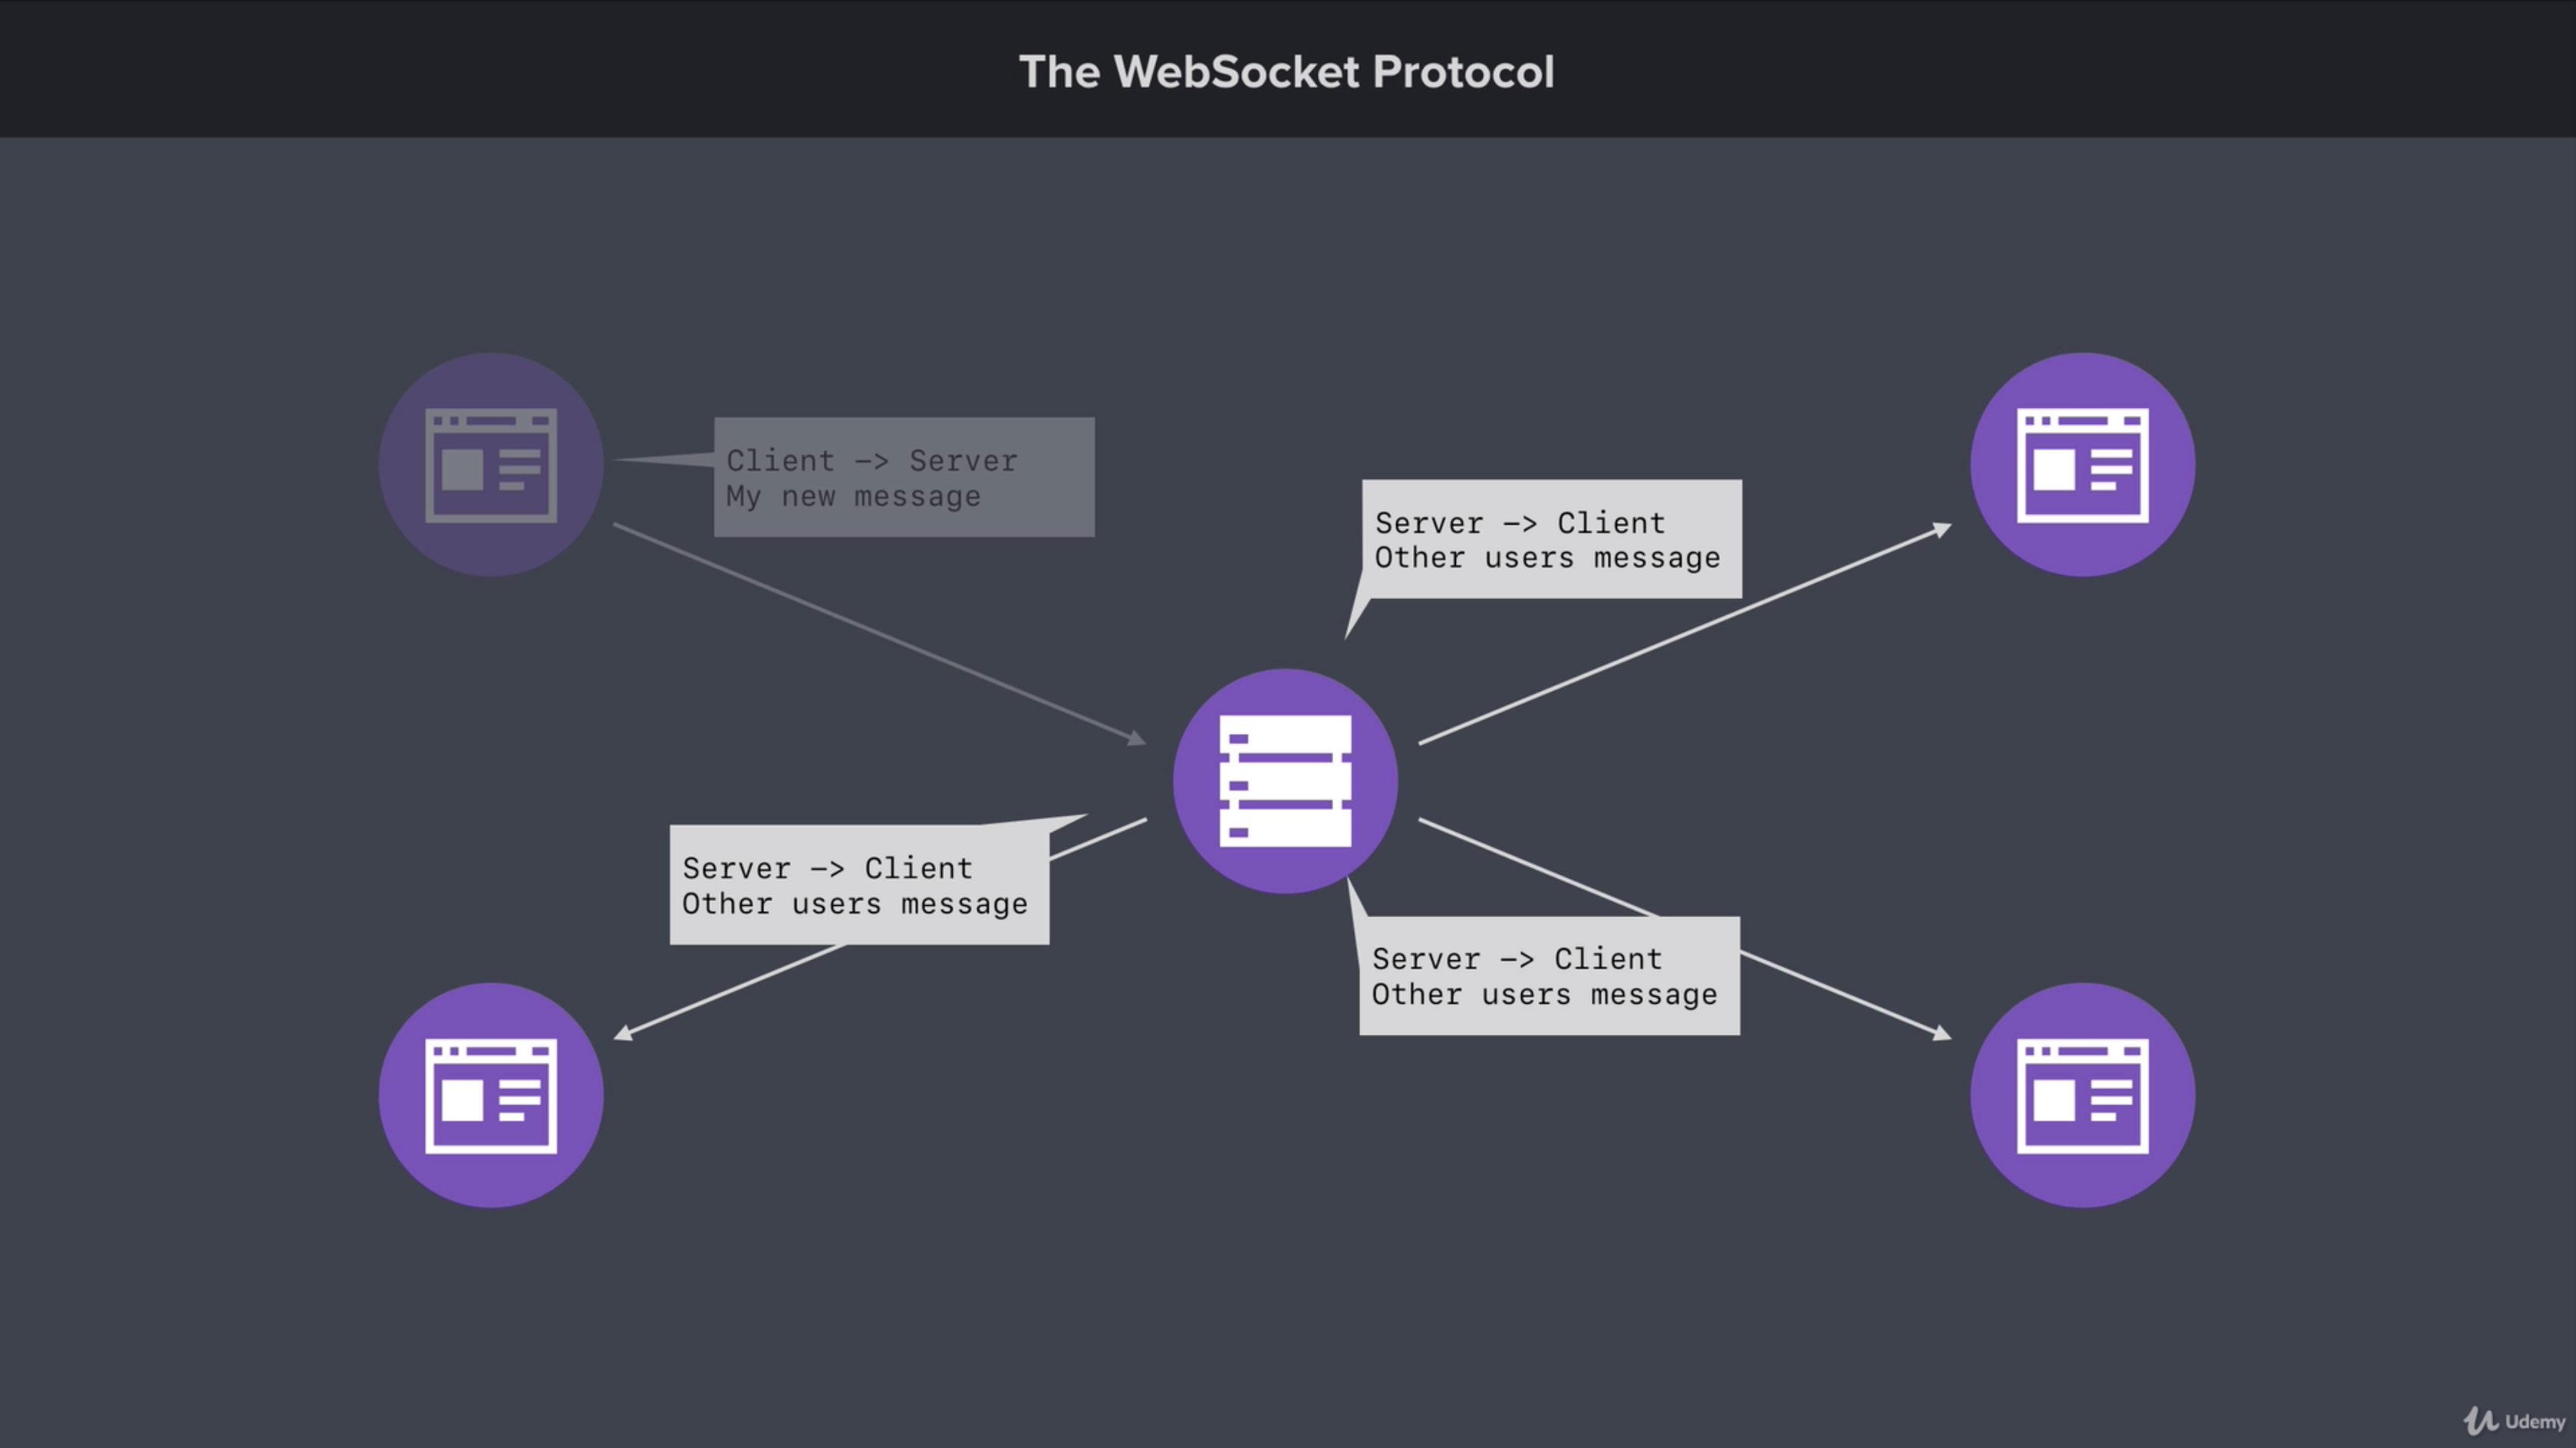 The WebSocket Protocol
Client —> Server
My new message
Server —> Client
Other users message
Server —> Client
Other users message
Server —> Client
Other users message
Udemy